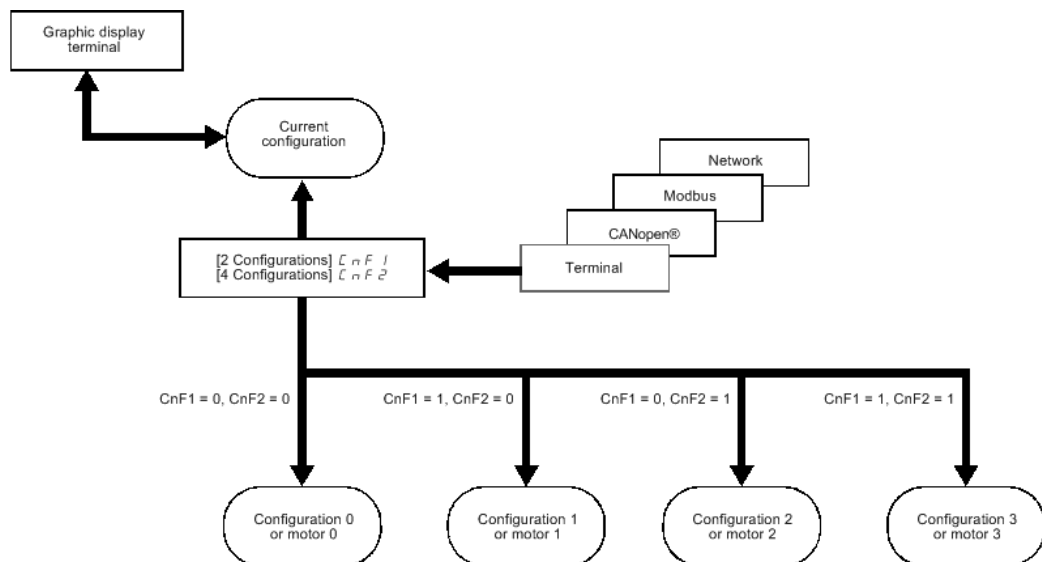 Graphic display
terminal
Current
configuration
Network
Modbus
CANopen®
Terminal
[2 Configurations] CnF1
[4 Configurations] CnF2
CnF1 = 0, CnF2 = 0
CnF1 = 1, CnF2 = 0
CnF1 = 0, CnF2 = 1
CnF1 = 1, CnF2 = 1
Configuration 0
or motor 0
Configuration 1
or motor 1
Configuration 2
or motor 2
Configuration 3
or motor 3